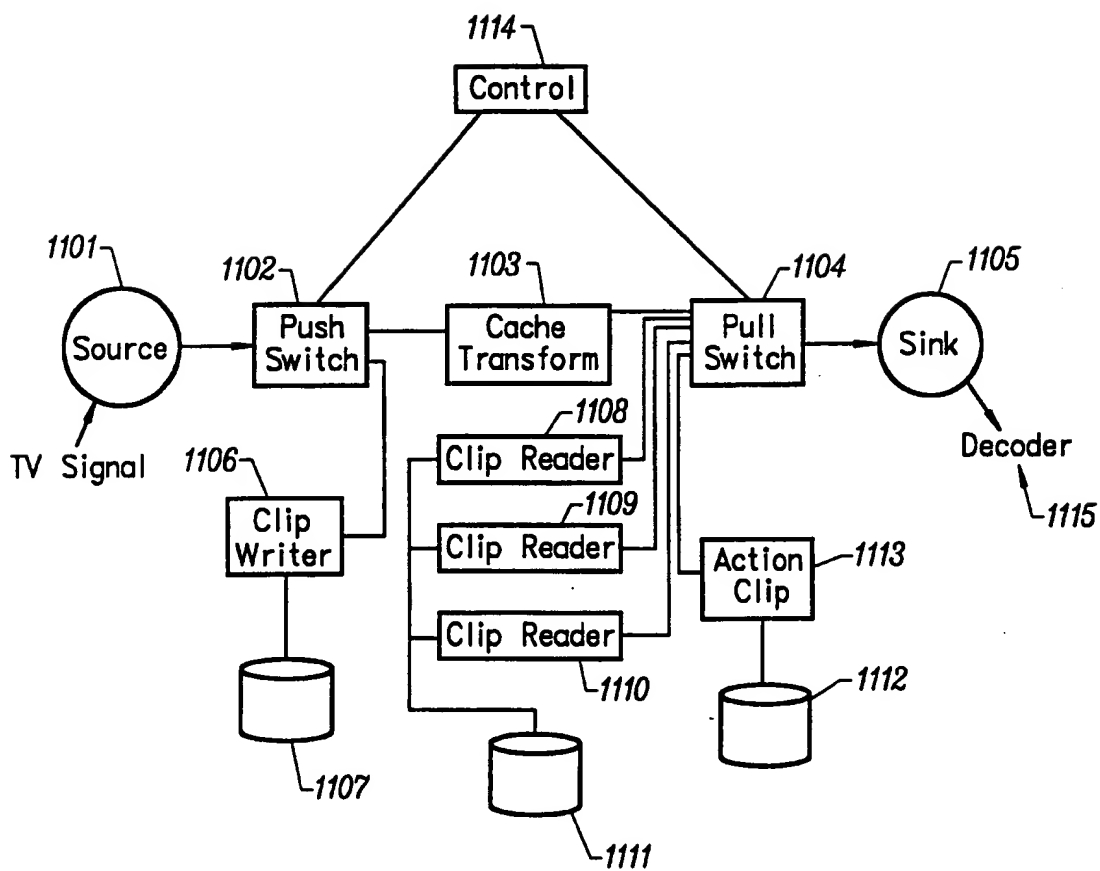 1114
Control
1101
1102
1103
1104
1105
Source
Push
Switch
Cache
Transform
Pull
Switch
Sink
TV Signal
Decoder
1115
1106
Clip
Writer
1107
1108
Clip Reader
1109
Clip Reader
Clip Reader
1110
1111
Action
Clip
1113
1112